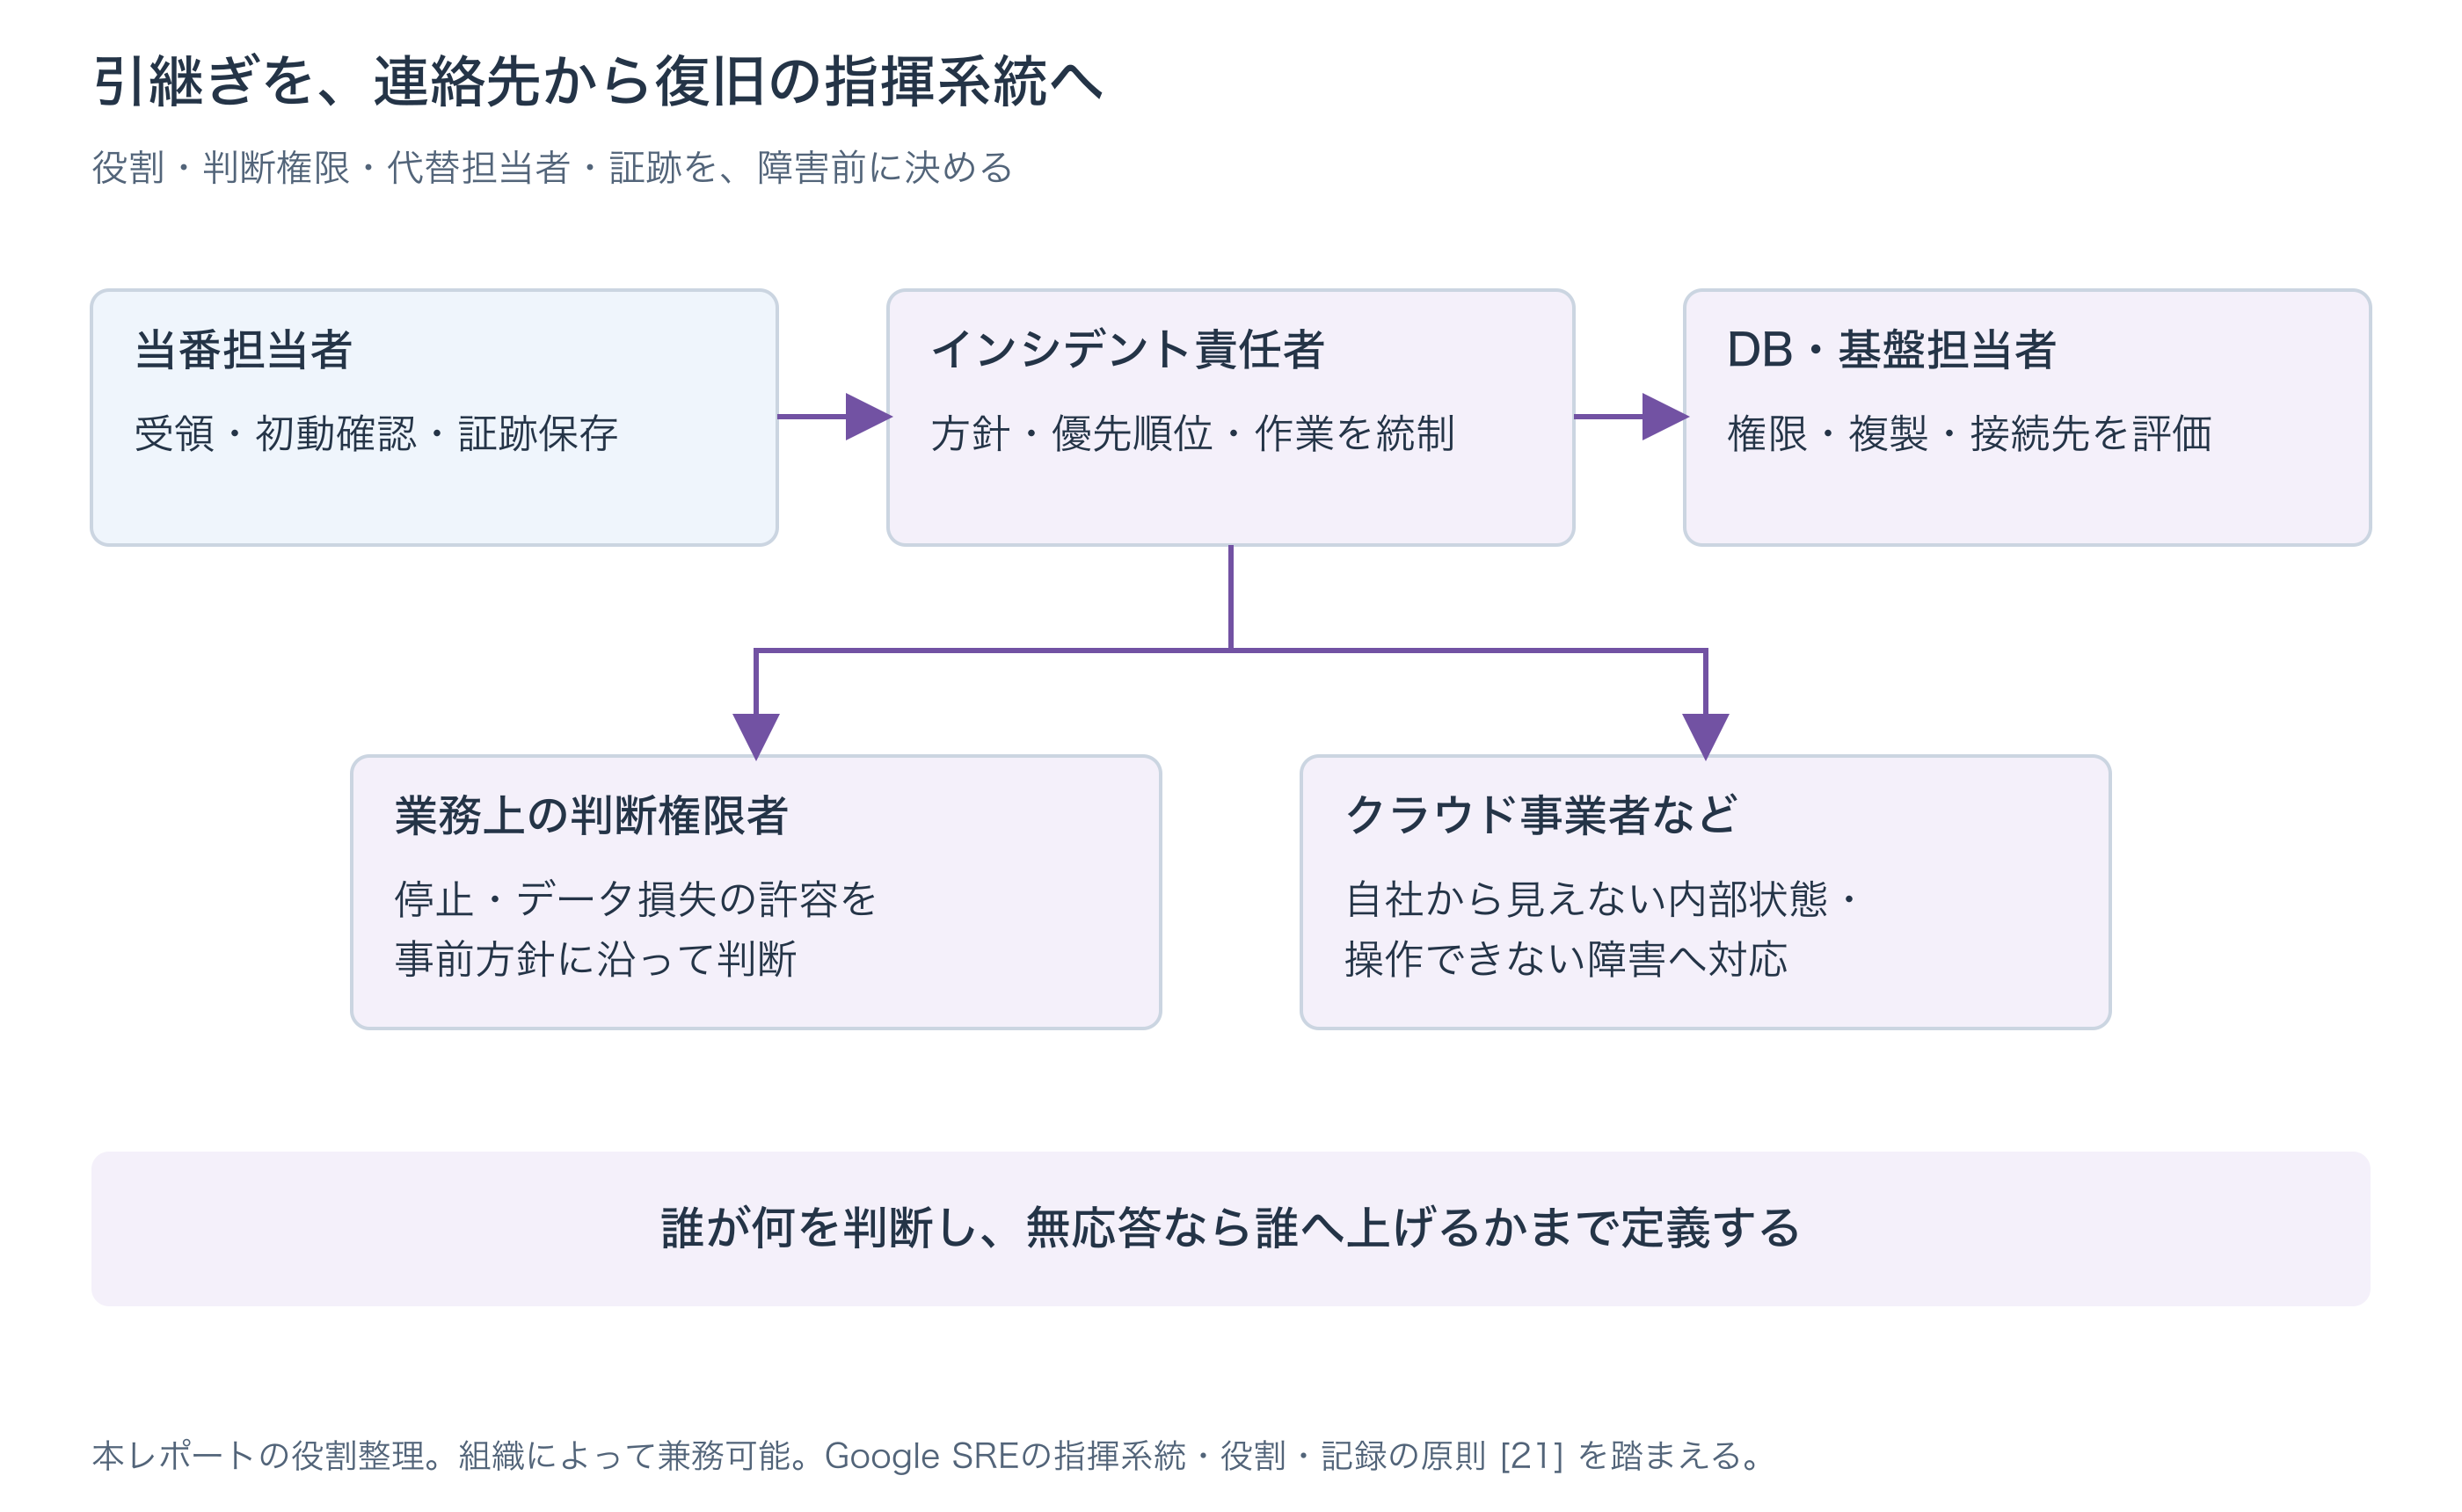 引継ぎを、連絡先から復旧の指揮系統へ
役割・判断権限・代替担当者・証跡を、障害前に決める
当番担当者
受領・初動確認・証跡保存
インシデント責任者
方針・優先順位・作業を統制
DB・基盤担当者
権限・複製・接続先を評価
業務上の判断権限者
停止・データ損失の許容を
事前方針に沿って判断
クラウド事業者など
自社から見えない内部状態・
操作できない障害へ対応
誰が何を判断し、無応答なら誰へ上げるかまで定義する
本レポートの役割整理。組織によって兼務可能。Google SREの指揮系統・役割・記録の原則 [21] を踏まえる。